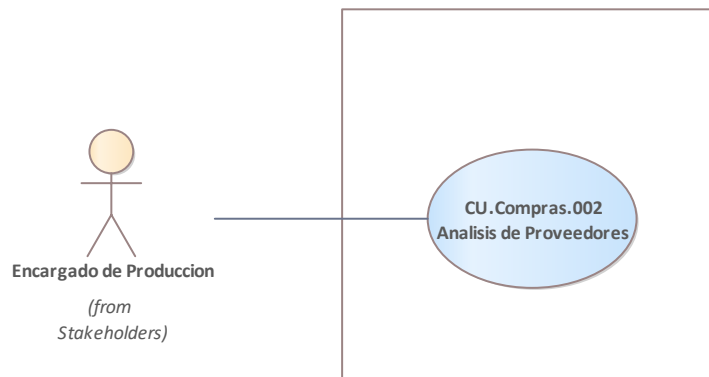 CU.Compras.002
Analisis de Proveedores
Encargado de Produccion
(from
Stakeholders)